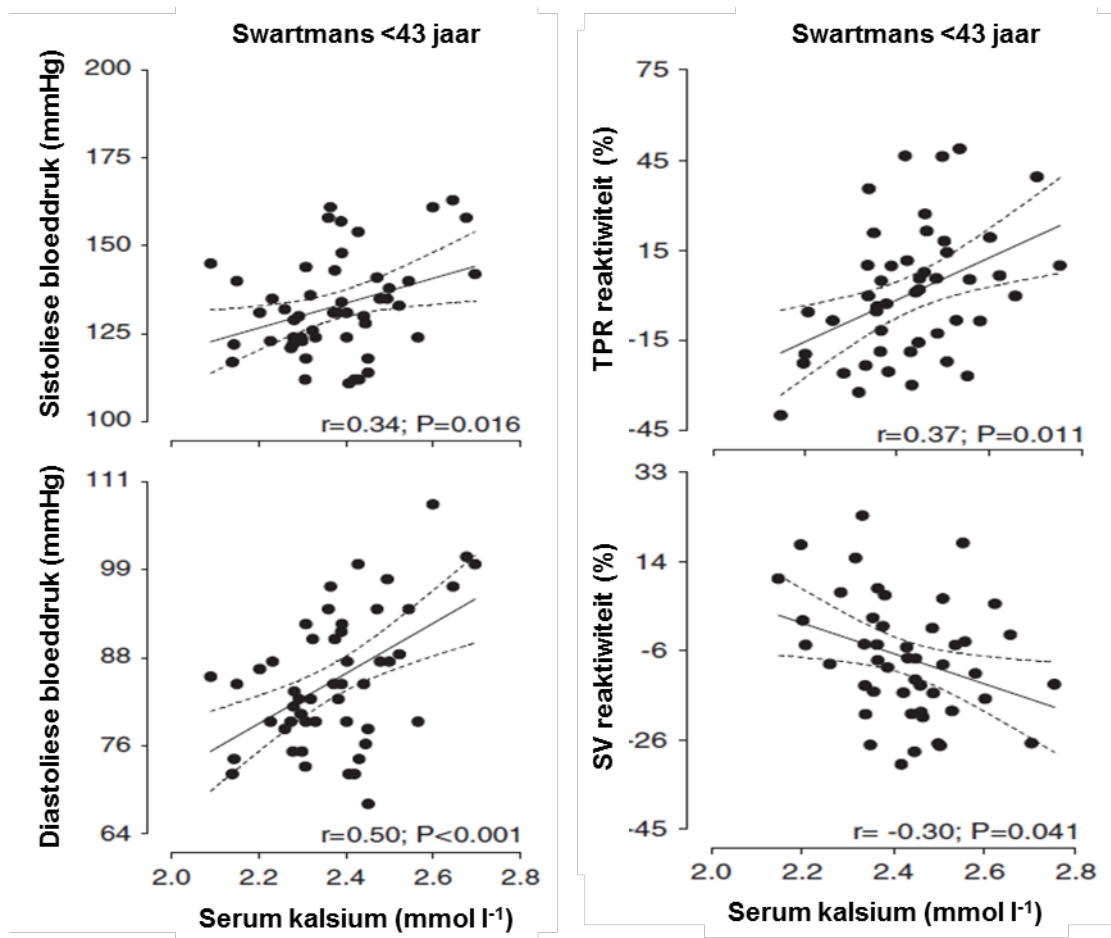 Swartmans <43 jaar
Sistoliese bloeddruk (mmHg)
200
175
150
125
100
r=0.34; P=0.016
Diastoliese bloeddruk (mmHg)
111
99
88
76
64
r=0.50; P<0.001
2.0 2.2 2.4 2.6 2.8
Serum kalsium (mmol l⁻¹)
Swartmans <43 jaar
TPR reaktiwiteit (%)
75
45
15
-15
-45
r=0.37; P=0.011
SV reaktiwiteit (%)
33
14
-6
-26
-45
r= -0.30; P=0.041
2.0 2.2 2.4 2.6 2.8
Serum kalsium (mmol l⁻¹)